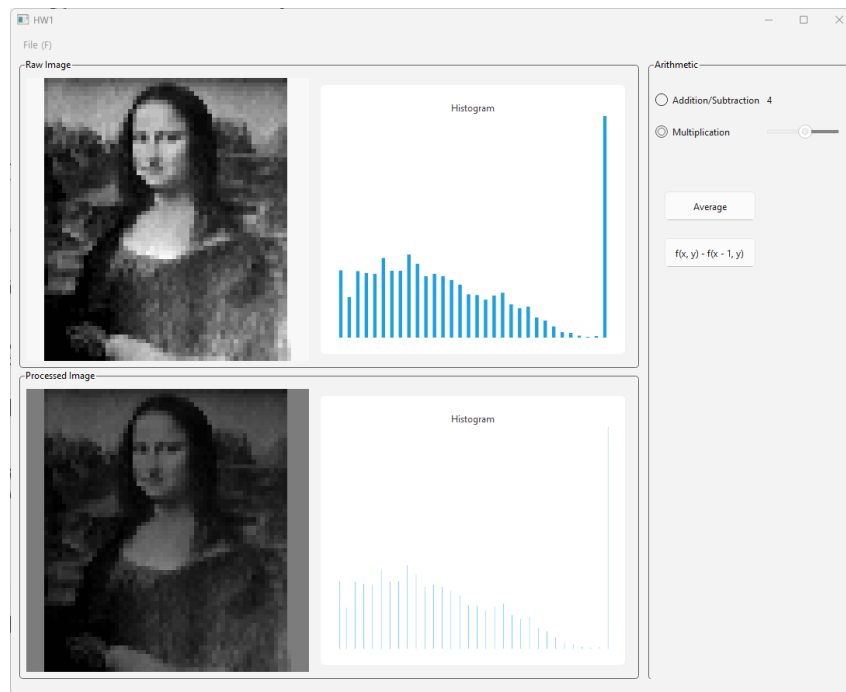 HW1
File (F)
Raw Image
Histogram
Arithmetic
Addition/Subtraction 4
Multiplication
Average
f(x, y) - f(x - 1, y)
Processed Image
Histogram